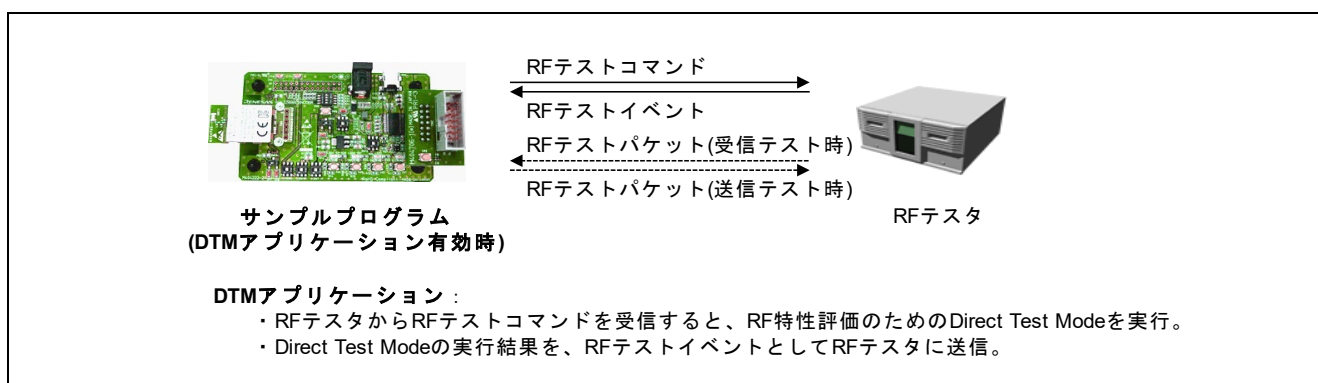 RFテストコマンド
RFテストイベント
RFテストパケット(受信テスト時)
RFテストパケット(送信テスト時)
サンプルプログラム
(DTMアプリケーション有効時)
RFテスタ
DTMアプリケーション：
・RFテスタからRFテストコマンドを受信すると、RF特性評価のためのDirect Test Modeを実行。
・Direct Test Modeの実行結果を、RFテストイベントとしてRFテスタに送信。